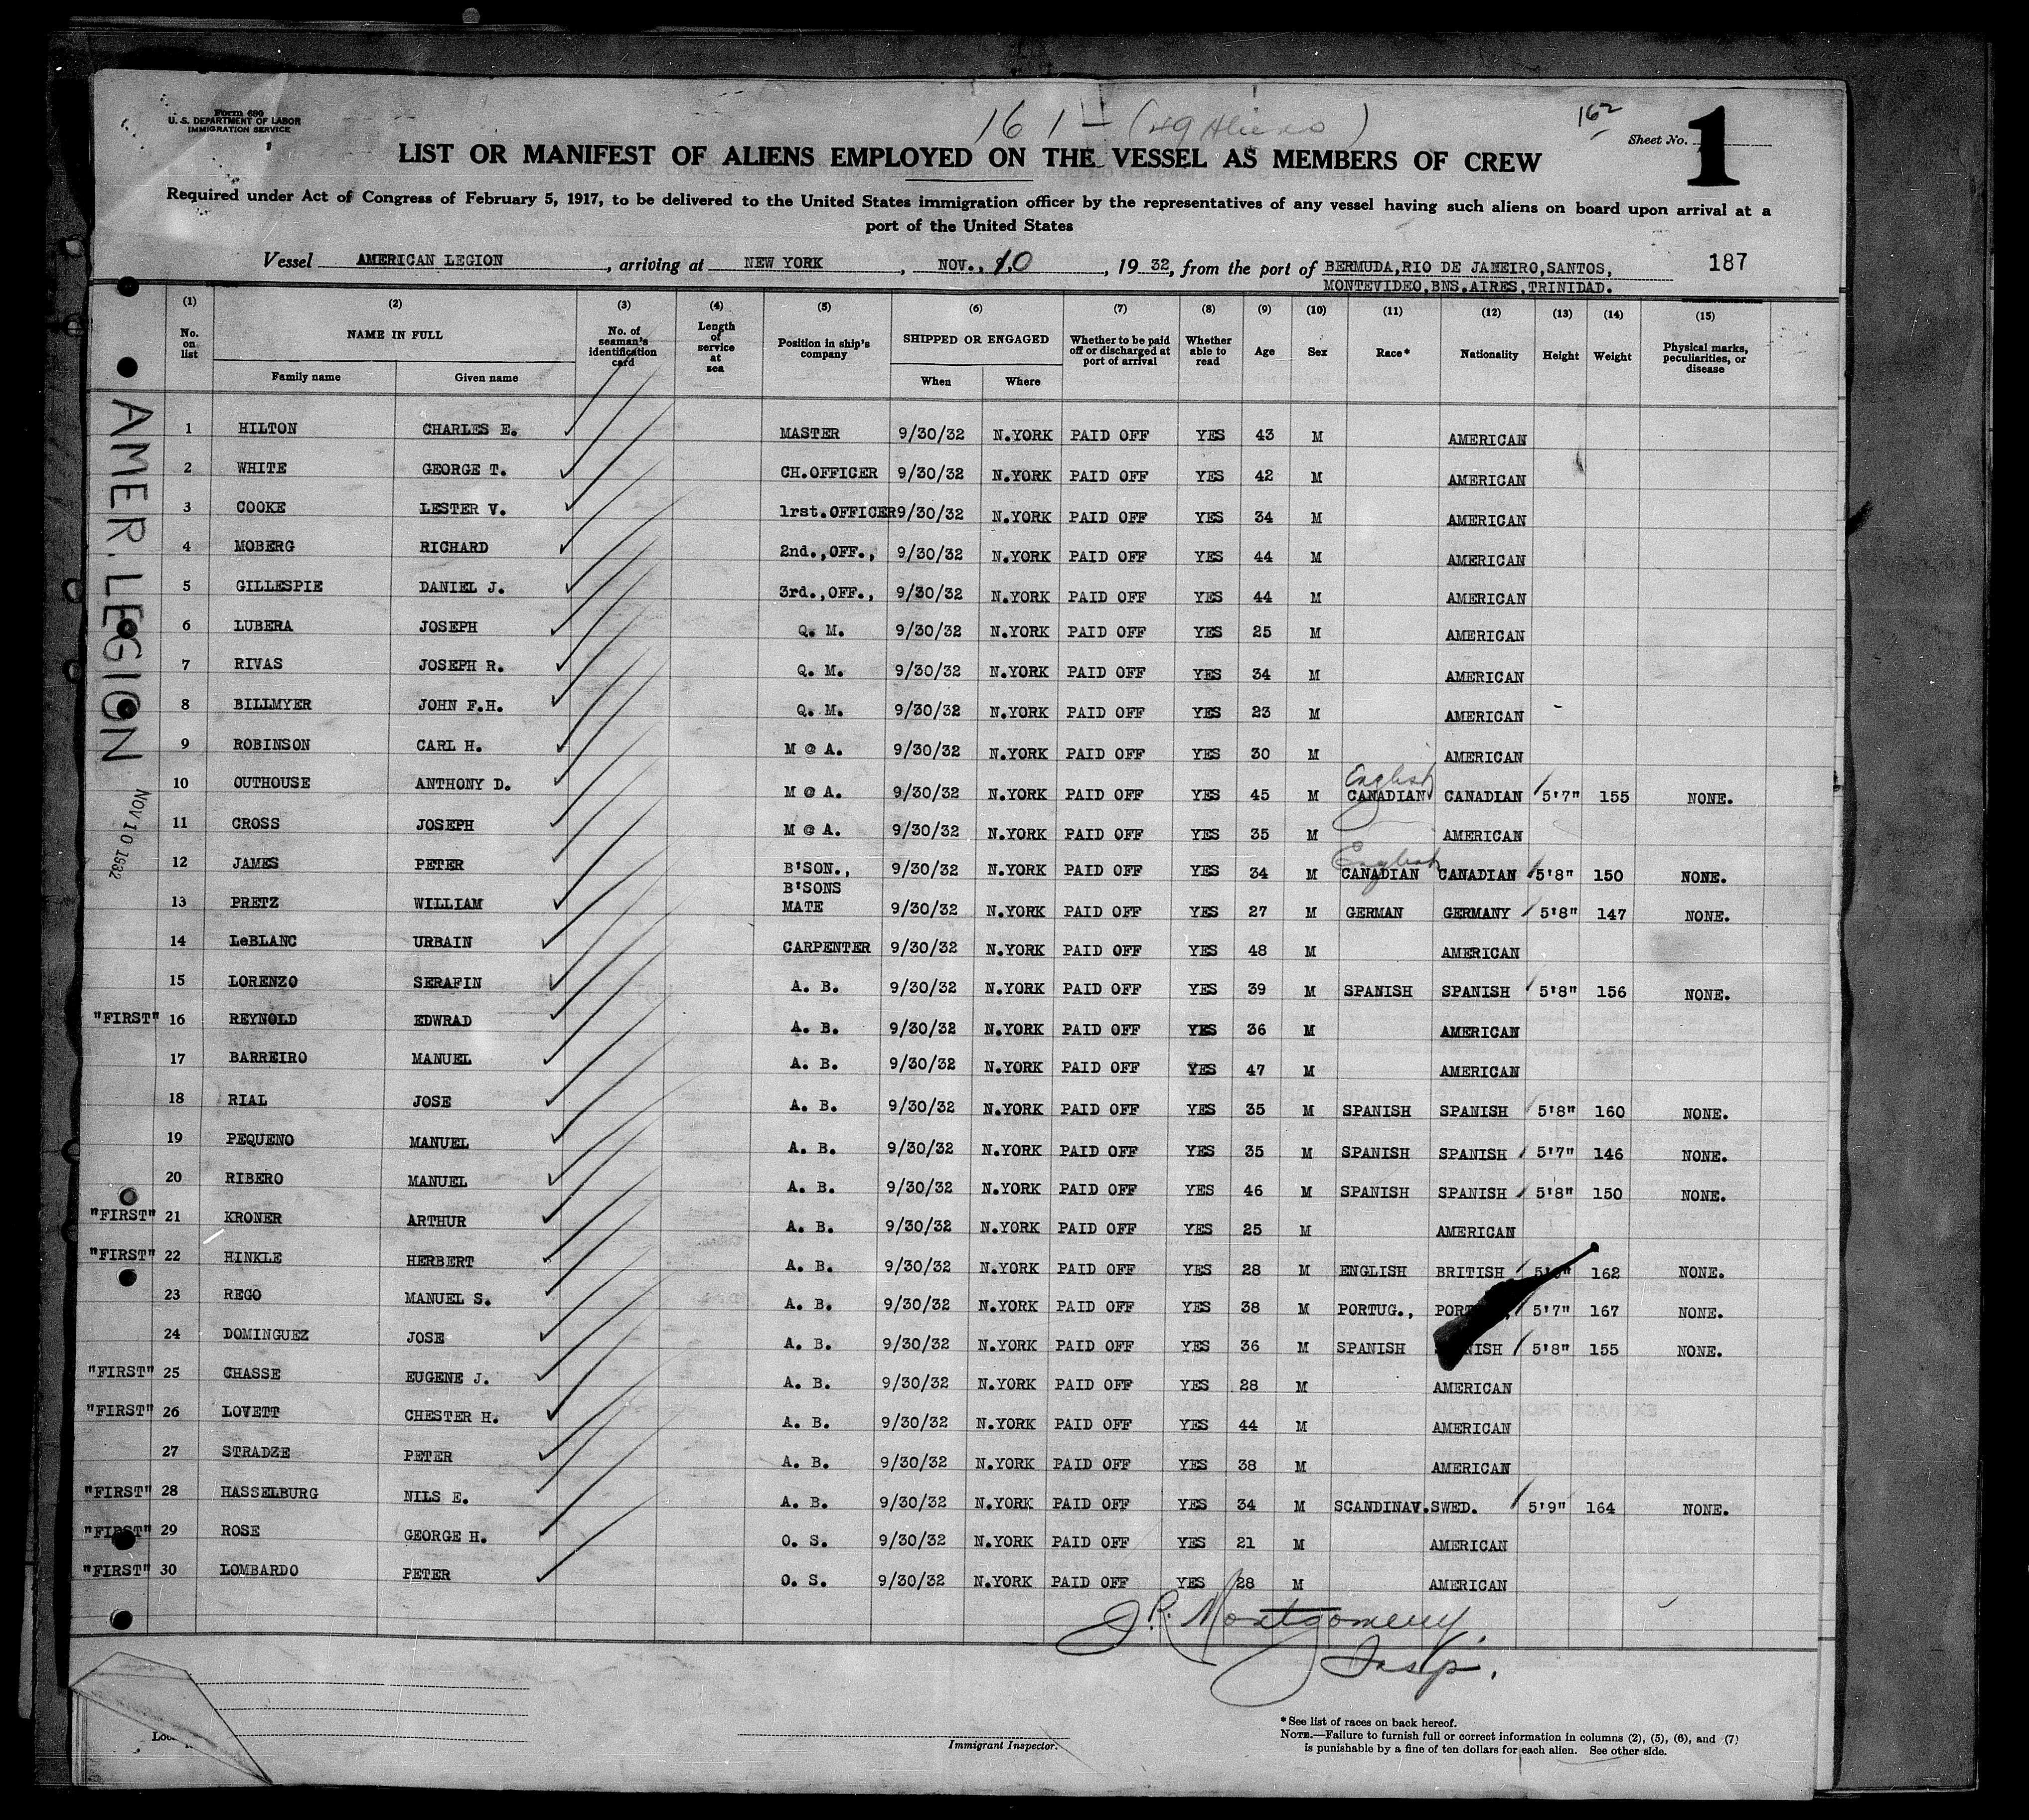 Form 680
U. S. DEPARTMENT OF LABOR
IMMIGRATION SERVICE
161 – (49 Aliens)
162
Sheet No. 1
LIST OR MANIFEST OF ALIENS EMPLOYED ON THE VESSEL AS MEMBERS OF CREW
Required under Act of Congress of February 5, 1917, to be delivered to the United States immigration officer by the representatives of any vessel having such aliens on board upon arrival at a
port of the United States
Vessel AMERICAN LEGION, arriving at NEW YORK, NOV., 10, 1932, from the port of BERMUDA,RIO DE JANEIRO,SANTOS, 187
MONTEVIDEO,BNS.AIRES,TRINIDAD.
(1) (2) (3) (4) (5) (6) (7) (8) (9) (10) (11) (12) (13) (14) (15)
No. on list NAME IN FULL Family name Given name No. of seaman's identification card Length of service at sea Position in ship's company SHIPPED OR ENGAGED When Where Whether to be paid off or discharged at port of arrival Whether able to read Age Sex Race* Nationality Height Weight Physical marks, peculiarities, or disease
AMER. LEGION
NOV 10 1932
1 HILTON CHARLES E. MASTER 9/30/32 N.YORK PAID OFF YES 43 M AMERICAN
2 WHITE GEORGE T. CH.OFFICER 9/30/32 N.YORK PAID OFF YES 42 M AMERICAN
3 COOKE LESTER V. 1rst.OFFICER 9/30/32 N.YORK PAID OFF YES 34 M AMERICAN
4 MOBERG RICHARD 2nd.,OFF., 9/30/32 N.YORK PAID OFF YES 44 M AMERICAN
5 GILLESPIE DANIEL J. 3rd.,OFF., 9/30/32 N.YORK PAID OFF YES 44 M AMERICAN
6 LUBERA JOSEPH Q. M. 9/30/32 N.YORK PAID OFF YES 25 M AMERICAN
7 RIVAS JOSEPH R. Q. M. 9/30/32 N.YORK PAID OFF YES 34 M AMERICAN
8 BILLMYER JOHN F.H. Q. M. 9/30/32 N.YORK PAID OFF YES 23 M AMERICAN
9 ROBINSON CARL H. M @ A. 9/30/32 N.YORK PAID OFF YES 30 M AMERICAN
10 OUTHOUSE ANTHONY D. M @ A. 9/30/32 N.YORK PAID OFF YES 45 M English CANADIAN CANADIAN 5'7" 155 NONE.
11 CROSS JOSEPH M @ A. 9/30/32 N.YORK PAID OFF YES 35 M AMERICAN
12 JAMES PETER B'SON., 9/30/32 N.YORK PAID OFF YES 34 M English CANADIAN CANADIAN 5'8" 150 NONE.
13 PRETZ WILLIAM B'SONS MATE 9/30/32 N.YORK PAID OFF YES 27 M GERMAN GERMANY 5'8" 147 NONE.
14 LeBLANC URBAIN CARPENTER 9/30/32 N.YORK PAID OFF YES 48 M AMERICAN
15 LORENZO SERAFIN A. B. 9/30/32 N.YORK PAID OFF YES 39 M SPANISH SPANISH 5'8" 156 NONE.
"FIRST" 16 REYNOLD EDWRAD A. B. 9/30/32 N.YORK PAID OFF YES 36 M AMERICAN
17 BARREIRO MANUEL A. B. 9/30/32 N.YORK PAID OFF YES 47 M AMERICAN
18 RIAL JOSE A. B. 9/30/32 N.YORK PAID OFF YES 35 M SPANISH SPANISH 5'8" 160 NONE.
19 PEQUENO MANUEL A. B. 9/30/32 N.YORK PAID OFF YES 35 M SPANISH SPANISH 5'7" 146 NONE.
20 RIBERO MANUEL A. B. 9/30/32 N.YORK PAID OFF YES 46 M SPANISH SPANISH 5'8" 150 NONE.
"FIRST" 21 KRONER ARTHUR A. B. 9/30/32 N.YORK PAID OFF YES 25 M AMERICAN
"FIRST" 22 HINKLE HERBERT A. B. 9/30/32 N.YORK PAID OFF YES 28 M ENGLISH BRITISH 162 NONE.
23 REGO MANUEL S. A. B. 9/30/32 N.YORK PAID OFF YES 38 M PORTUG., 5'7" 167 NONE.
24 DOMINGUEZ JOSE A. B. 9/30/32 N.YORK PAID OFF YES 36 M SPANISH 5'8" 155 NONE.
"FIRST" 25 CHASSE EUGENE J. A. B. 9/30/32 N.YORK PAID OFF YES 28 M AMERICAN
"FIRST" 26 LOVETT CHESTER H. A. B. 9/30/32 N.YORK PAID OFF YES 44 M AMERICAN
27 STRADZE PETER A. B. 9/30/32 N.YORK PAID OFF YES 38 M AMERICAN
"FIRST" 28 HASSELBURG NILS E. A. B. 9/30/32 N.YORK PAID OFF YES 34 M SCANDINAV. SWED. 5'9" 164 NONE.
"FIRST" 29 ROSE GEORGE H. O. S. 9/30/32 N.YORK PAID OFF YES 21 M AMERICAN
"FIRST" 30 LOMBARDO PETER O. S. 9/30/32 N.YORK PAID OFF YES 28 M AMERICAN
J.R. Montgomery,
Insp.
Immigrant Inspector.
*See list of races on back hereof.
NOTE.—Failure to furnish full or correct information in columns (2), (5), (6), and (7)
is punishable by a fine of ten dollars for each alien. See other side.